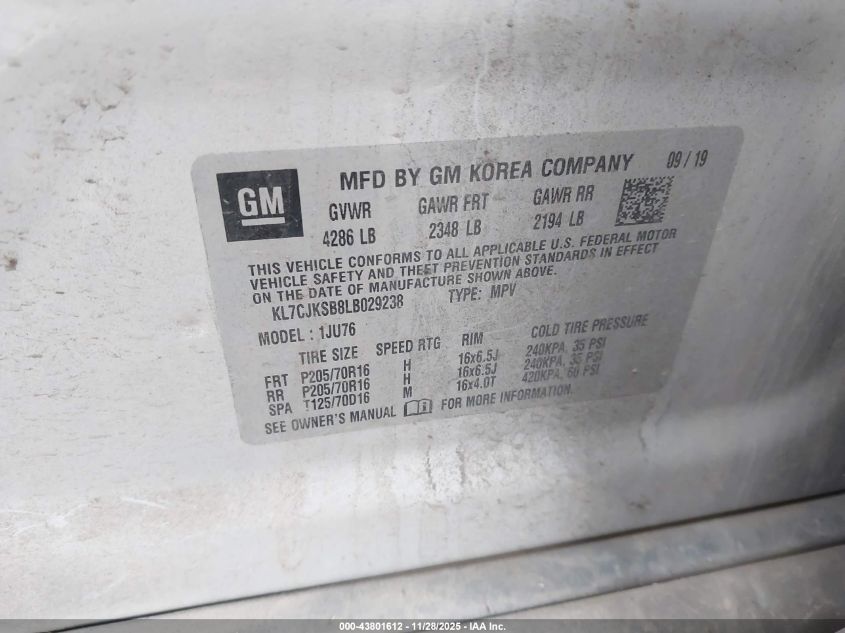 GM
MFD BY GM KOREA COMPANY 09/19
GVWR GAWR FRT GAWR RR
4286 LB 2348 LB 2194 LB
THIS VEHICLE CONFORMS TO ALL APPLICABLE U.S. FEDERAL MOTOR
VEHICLE SAFETY AND THEFT PREVENTION STANDARDS IN EFFECT
ON THE DATE OF MANUFACTURE SHOWN ABOVE.
KL7CJKSB8LB029238 TYPE: MPV
MODEL: 1JU76
TIRE SIZE SPEED RTG RIM COLD TIRE PRESSURE
FRT P205/70R16 H 16x6.5J 240KPA, 35 PSI
RR P205/70R16 H 16x6.5J 240KPA, 35 PSI
SPA T125/70D16 M 16x4.0T 420KPA, 60 PSI
SEE OWNER'S MANUAL FOR MORE INFORMATION.
000-43801612 - 11/28/2025 - IAA Inc.